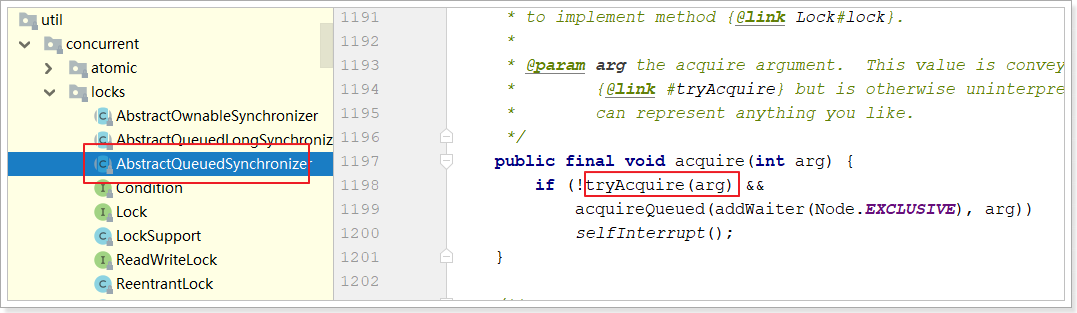 util
concurrent
atomic
locks
AbstractOwnableSynchronizer
AbstractQueuedLongSynchroniz
AbstractQueuedSynchronizer
Condition
Lock
LockSupport
ReadWriteLock
ReentrantLock
1191 * to implement method {@link Lock#lock}.
1192 *
1193 * @param arg the acquire argument. This value is convey
1194 * {@link #tryAcquire} but is otherwise uninterpre
1195 * can represent anything you like.
1196 */
1197 public final void acquire(int arg) {
1198 if (!tryAcquire(arg) &&
1199 acquireQueued(addWaiter(Node.EXCLUSIVE), arg))
1200 selfInterrupt();
1201 }
1202